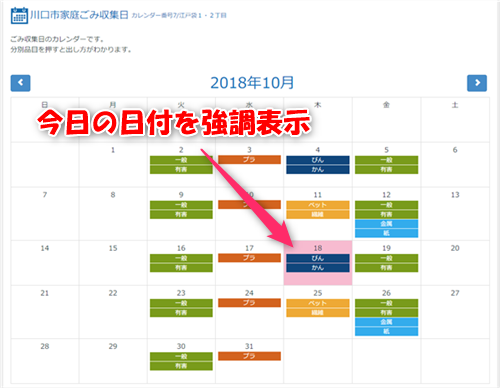 川口市家庭ごみ収集日 カレンダー番号7/江戸袋１・２丁目
ごみ収集日のカレンダーです。
分別品目を押すと出し方がわかります。
2018年10月
日 月 火 水 木 金 土
今日の日付を強調表示
1 2 3 4 5 6
一般 プラ びん 一般
有害 かん 有害
7 8 9 10 11 12 13
一般 プラ ペット 一般
有害 繊維 有害
金属
紙
14 15 16 17 18 19 20
一般 プラ びん 一般
有害 かん 有害
21 22 23 24 25 26 27
一般 プラ ペット 一般
有害 繊維 有害
金属
紙
28 29 30 31
一般 プラ
有害